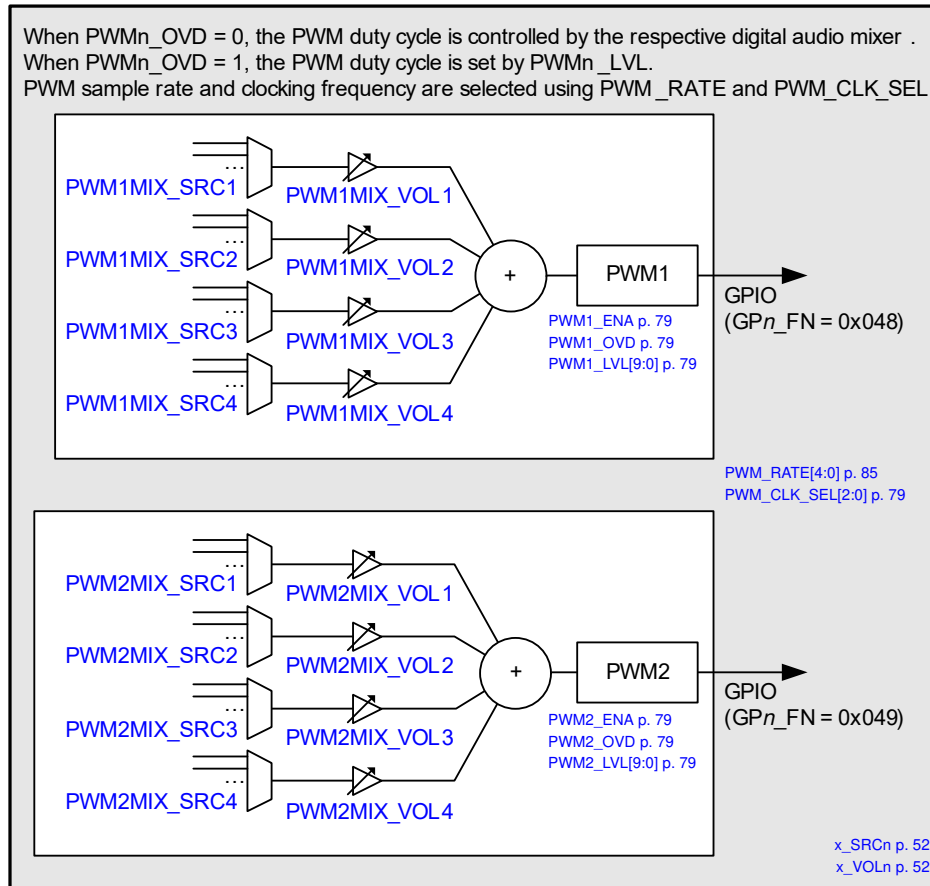 When PWMn_OVD = 0, the PWM duty cycle is controlled by the respective digital audio mixer .
When PWMn_OVD = 1, the PWM duty cycle is set by PWMn _LVL.
PWM sample rate and clocking frequency are selected using PWM _RATE and PWM_CLK_SEL
...
PWM1MIX_SRC1
PWM1MIX_VOL1
...
PWM1MIX_SRC2
PWM1MIX_VOL2
...
PWM1MIX_SRC3
PWM1MIX_VOL3
...
PWM1MIX_SRC4
PWM1MIX_VOL4
+
PWM1
PWM1_ENA p. 79
PWM1_OVD p. 79
PWM1_LVL[9:0] p. 79
GPIO
(GPn_FN = 0x048)
PWM_RATE[4:0] p. 85
PWM_CLK_SEL[2:0] p. 79
...
PWM2MIX_SRC1
PWM2MIX_VOL1
...
PWM2MIX_SRC2
PWM2MIX_VOL2
...
PWM2MIX_SRC3
PWM2MIX_VOL3
...
PWM2MIX_SRC4
PWM2MIX_VOL4
+
PWM2
PWM2_ENA p. 79
PWM2_OVD p. 79
PWM2_LVL[9:0] p. 79
GPIO
(GPn_FN = 0x049)
x_SRCn p. 52
x_VOLn p. 52